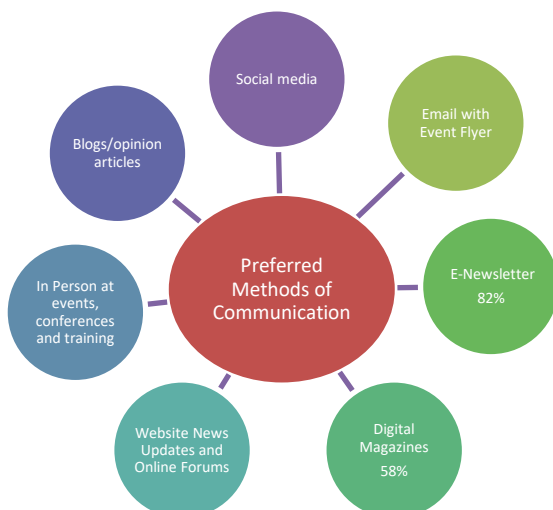 Social media
Email with
Event Flyer
Blogs/opinion
articles
Preferred
Methods of
Communication
E-Newsletter
82%
In Person at
events,
conferences
and training
Website News
Updates and
Online Forums
Digital
Magazines
58%